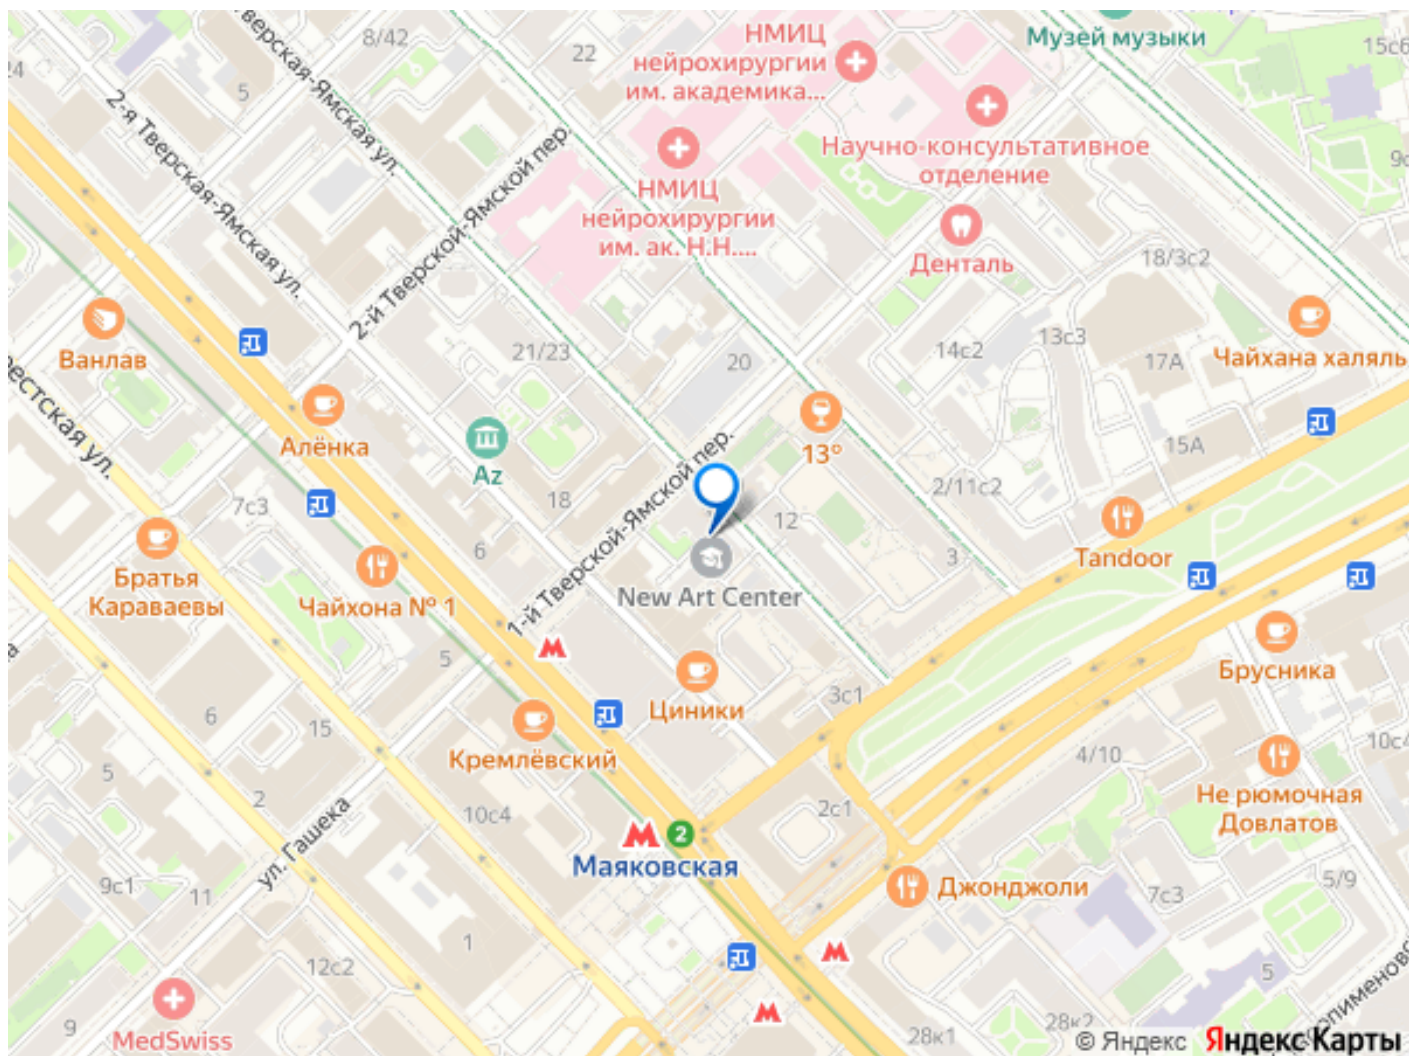 8/42
22
НМИЦ
нейрохирургии
им. академика...
Музей музыки
15с6
24
5
Тверская-Ямская ул.
2-я Тверская-Ямская ул.
2-й Тверской-Ямской пер.
НМИЦ
нейрохирургии
им. ак. Н.Н....
Научно-консультативное
отделение
Денталь
18/3с2
Ванлав
21/23
20
14с2
13с3
17А
Чайхана халяль
Алёнка
Az
13°
15А
7с3
18
6
1-й Тверской-Ямской пер.
12
2/11с2
3
Tandoor
Братья
Караваевы
Чайхона № 1
New Art Center
5
Циники
3с1
Брусника
6
15
Кремлёвский
4/10
10с4
5
2
ул. Гашека
10с4
2с1
Не рюмочная
Довлатов
2
Маяковская
9с1
11
Джонджоли
7с3
5/9
1
12с2
5
9
MedSwiss
28к1
28к2
© Яндекс Яндекс Карты